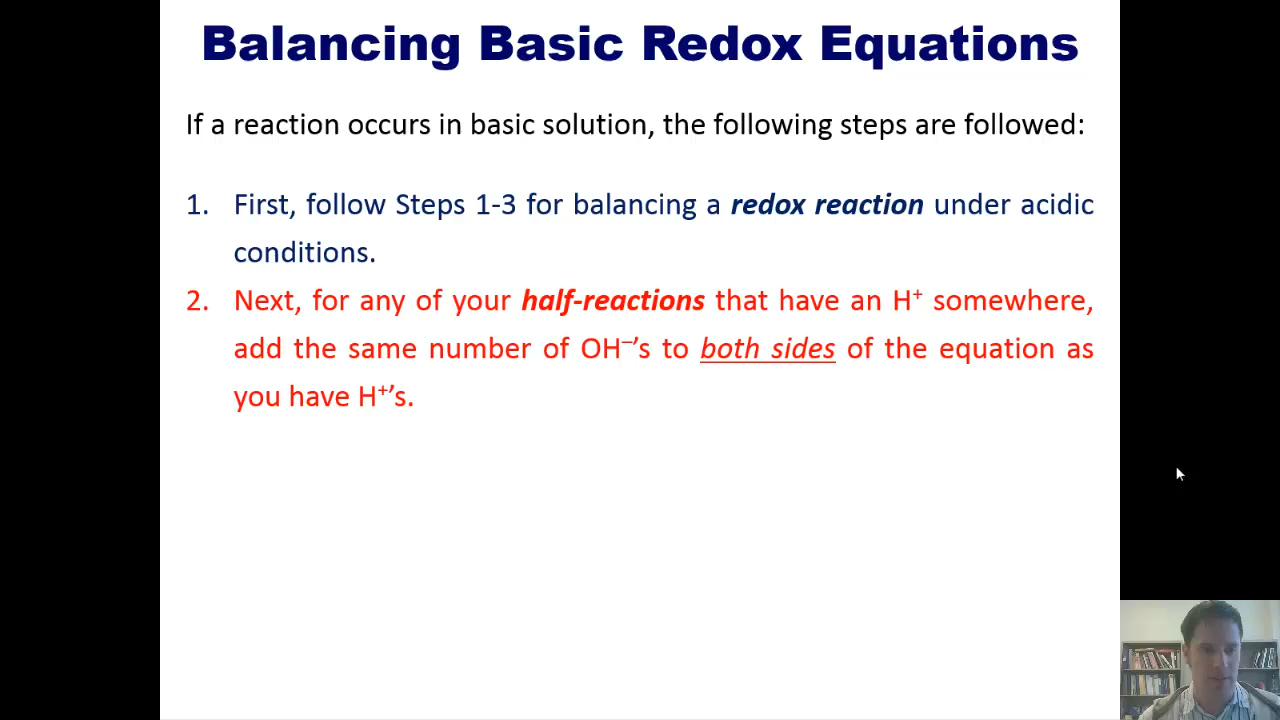 Balancing Basic Redox Equations
If a reaction occurs in basic solution, the following steps are followed:
1. First, follow Steps 1-3 for balancing a redox reaction under acidic
conditions.
2. Next, for any of your half-reactions that have an H⁺ somewhere,
add the same number of OH⁻’s to both sides of the equation as
you have H⁺’s.